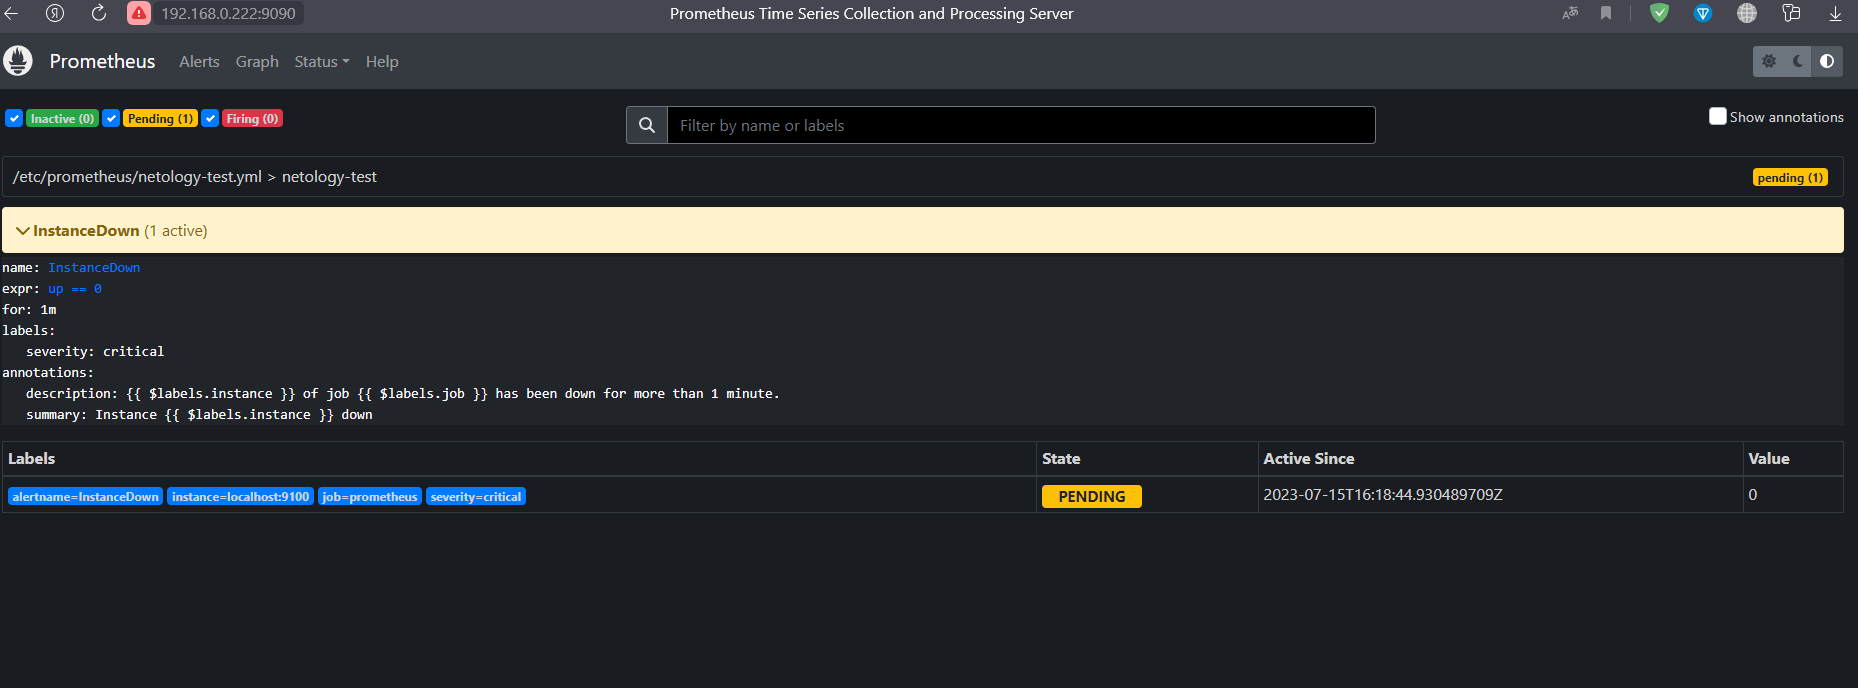 Я 192.168.0.222:9090 Prometheus Time Series Collection and Processing Server
Prometheus Alerts Graph Status Help
Inactive (0) Pending (1) Firing (0) Filter by name or labels Show annotations
/etc/prometheus/netology-test.yml > netology-test pending (1)
InstanceDown (1 active)
name: InstanceDown
expr: up == 0
for: 1m
labels:
severity: critical
annotations:
description: {{ $labels.instance }} of job {{ $labels.job }} has been down for more than 1 minute.
summary: Instance {{ $labels.instance }} down
Labels State Active Since Value
alertname=InstanceDown instance=localhost:9100 job=prometheus severity=critical PENDING 2023-07-15T16:18:44.930489709Z 0